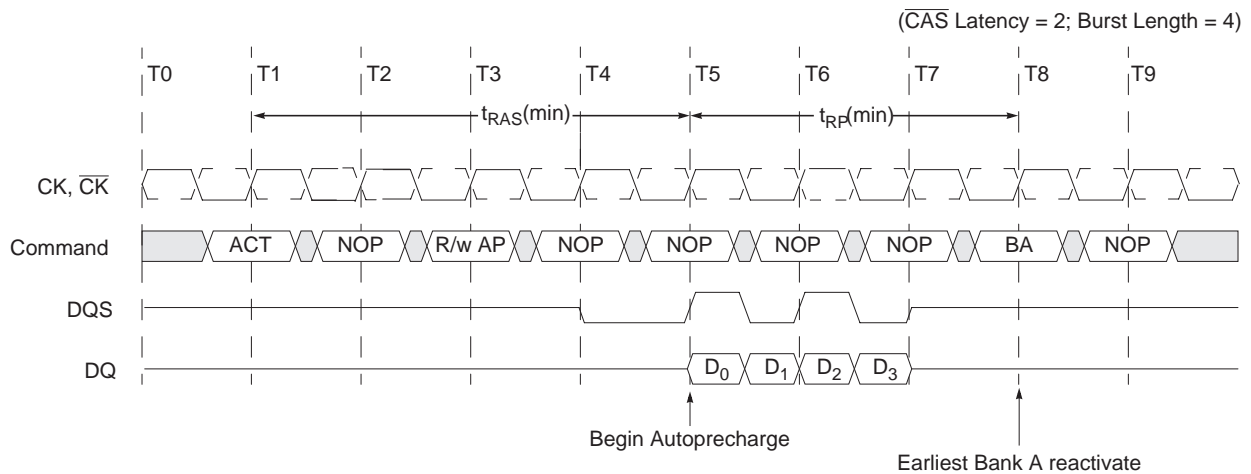 (CAS Latency = 2; Burst Length = 4)
T0 T1 T2 T3 T4 T5 T6 T7 T8 T9
tRAS(min) tRP(min)
CK, CK
Command ACT NOP R/w AP NOP NOP NOP NOP BA NOP
DQS
DQ D0 D1 D2 D3
Begin Autoprecharge
Earliest Bank A reactivate